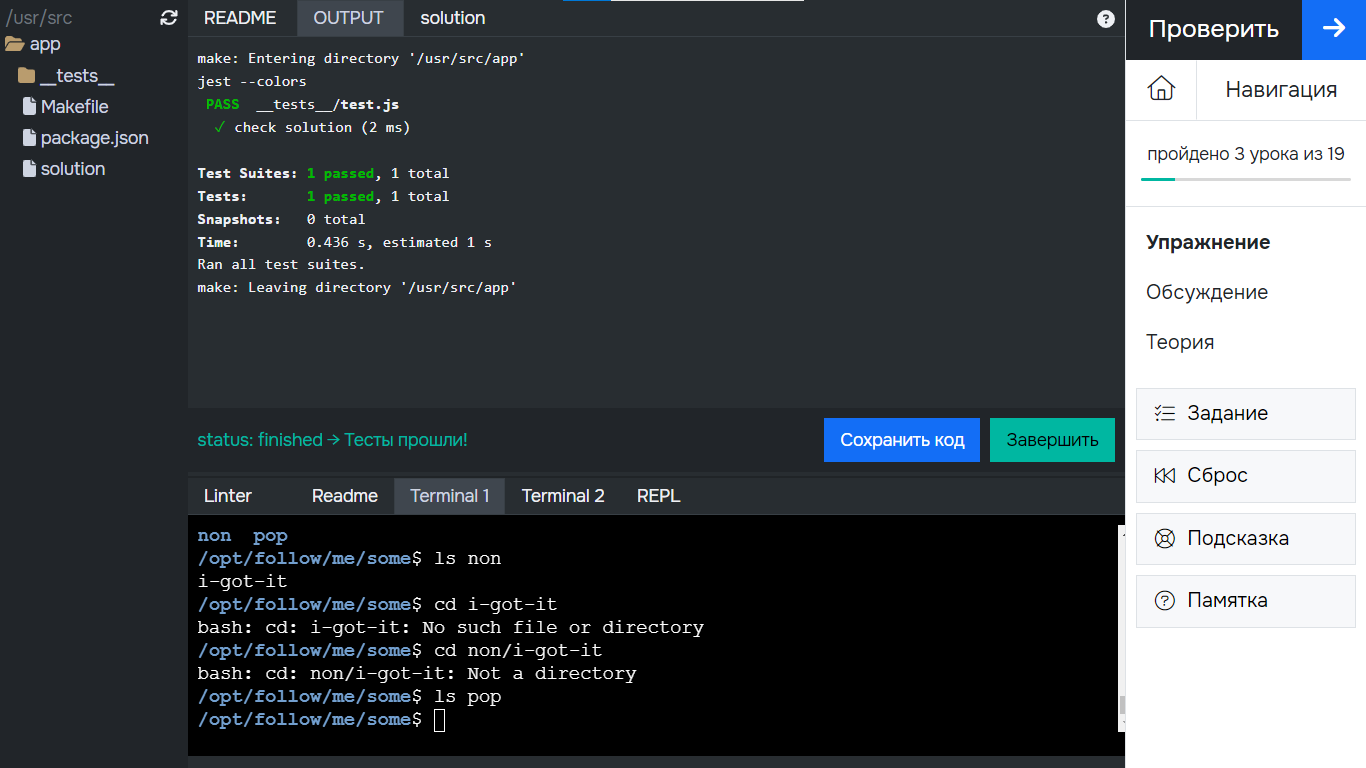 /usr/src
app
__tests__
Makefile
package.json
solution
README OUTPUT solution
make: Entering directory '/usr/src/app'
jest --colors
PASS __tests__/test.js
✓ check solution (2 ms)
Test Suites: 1 passed, 1 total
Tests: 1 passed, 1 total
Snapshots: 0 total
Time: 0.436 s, estimated 1 s
Ran all test suites.
make: Leaving directory '/usr/src/app'
status: finished → Тесты прошли!
Сохранить код Завершить
Linter Readme Terminal 1 Terminal 2 REPL
non pop
/opt/follow/me/some$ ls non
i-got-it
/opt/follow/me/some$ cd i-got-it
bash: cd: i-got-it: No such file or directory
/opt/follow/me/some$ cd non/i-got-it
bash: cd: non/i-got-it: Not a directory
/opt/follow/me/some$ ls pop
/opt/follow/me/some$
Проверить
Навигация
пройдено 3 урока из 19
Упражнение
Обсуждение
Теория
Задание
Сброс
Подсказка
Памятка